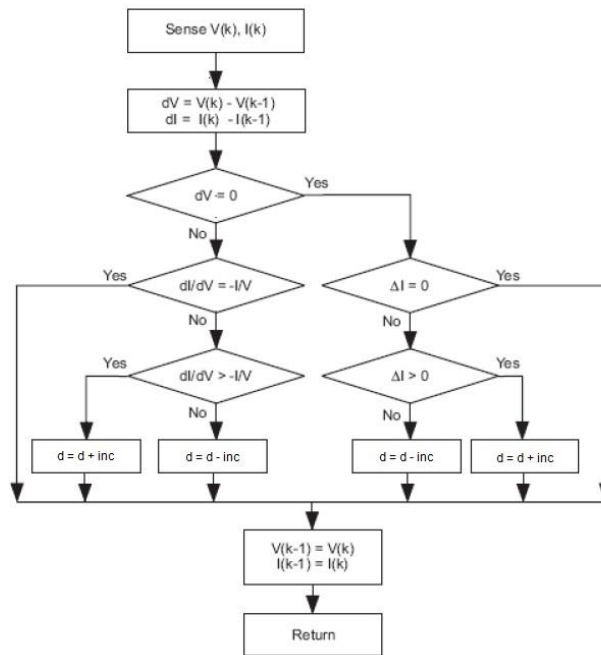 Sense V(k), I(k)
dV = V(k) - V(k-1)
dI = I(k) - I(k-1)
dV = 0
Yes
No
Yes
dI/dV = -I/V
ΔI = 0
Yes
No
No
Yes
dI/dV > -I/V
ΔI > 0
Yes
No
No
d = d + inc
d = d - inc
d = d - inc
d = d + inc
V(k-1) = V(k)
I(k-1) = I(k)
Return